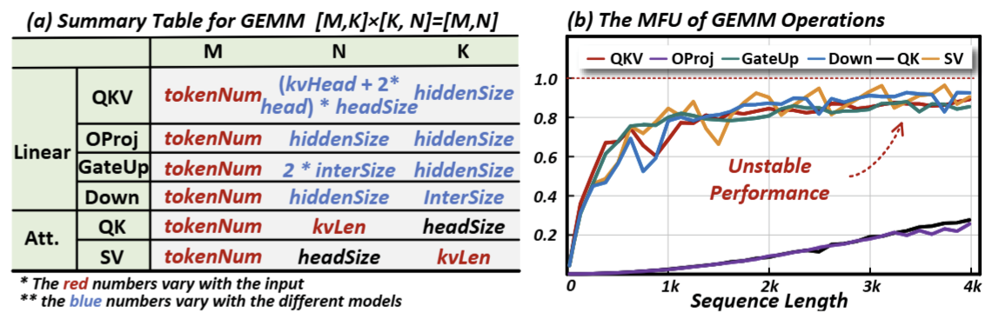 (a) Summary Table for GEMM [M,K]×[K, N]=[M,N]
M N K
Linear
QKV tokenNum (kvHead + 2* head) * headSize hiddenSize
OProj tokenNum hiddenSize hiddenSize
GateUp tokenNum 2 * interSize hiddenSize
Down tokenNum hiddenSize InterSize
Att.
QK tokenNum kvLen headSize
SV tokenNum headSize kvLen
* The red numbers vary with the input
** the blue numbers vary with the different models
(b) The MFU of GEMM Operations
QKV OProj GateUp Down QK SV
1.0
0.8
0.6
0.4
0.2
Unstable
Performance
0 1k 2k 3k 4k
Sequence Length